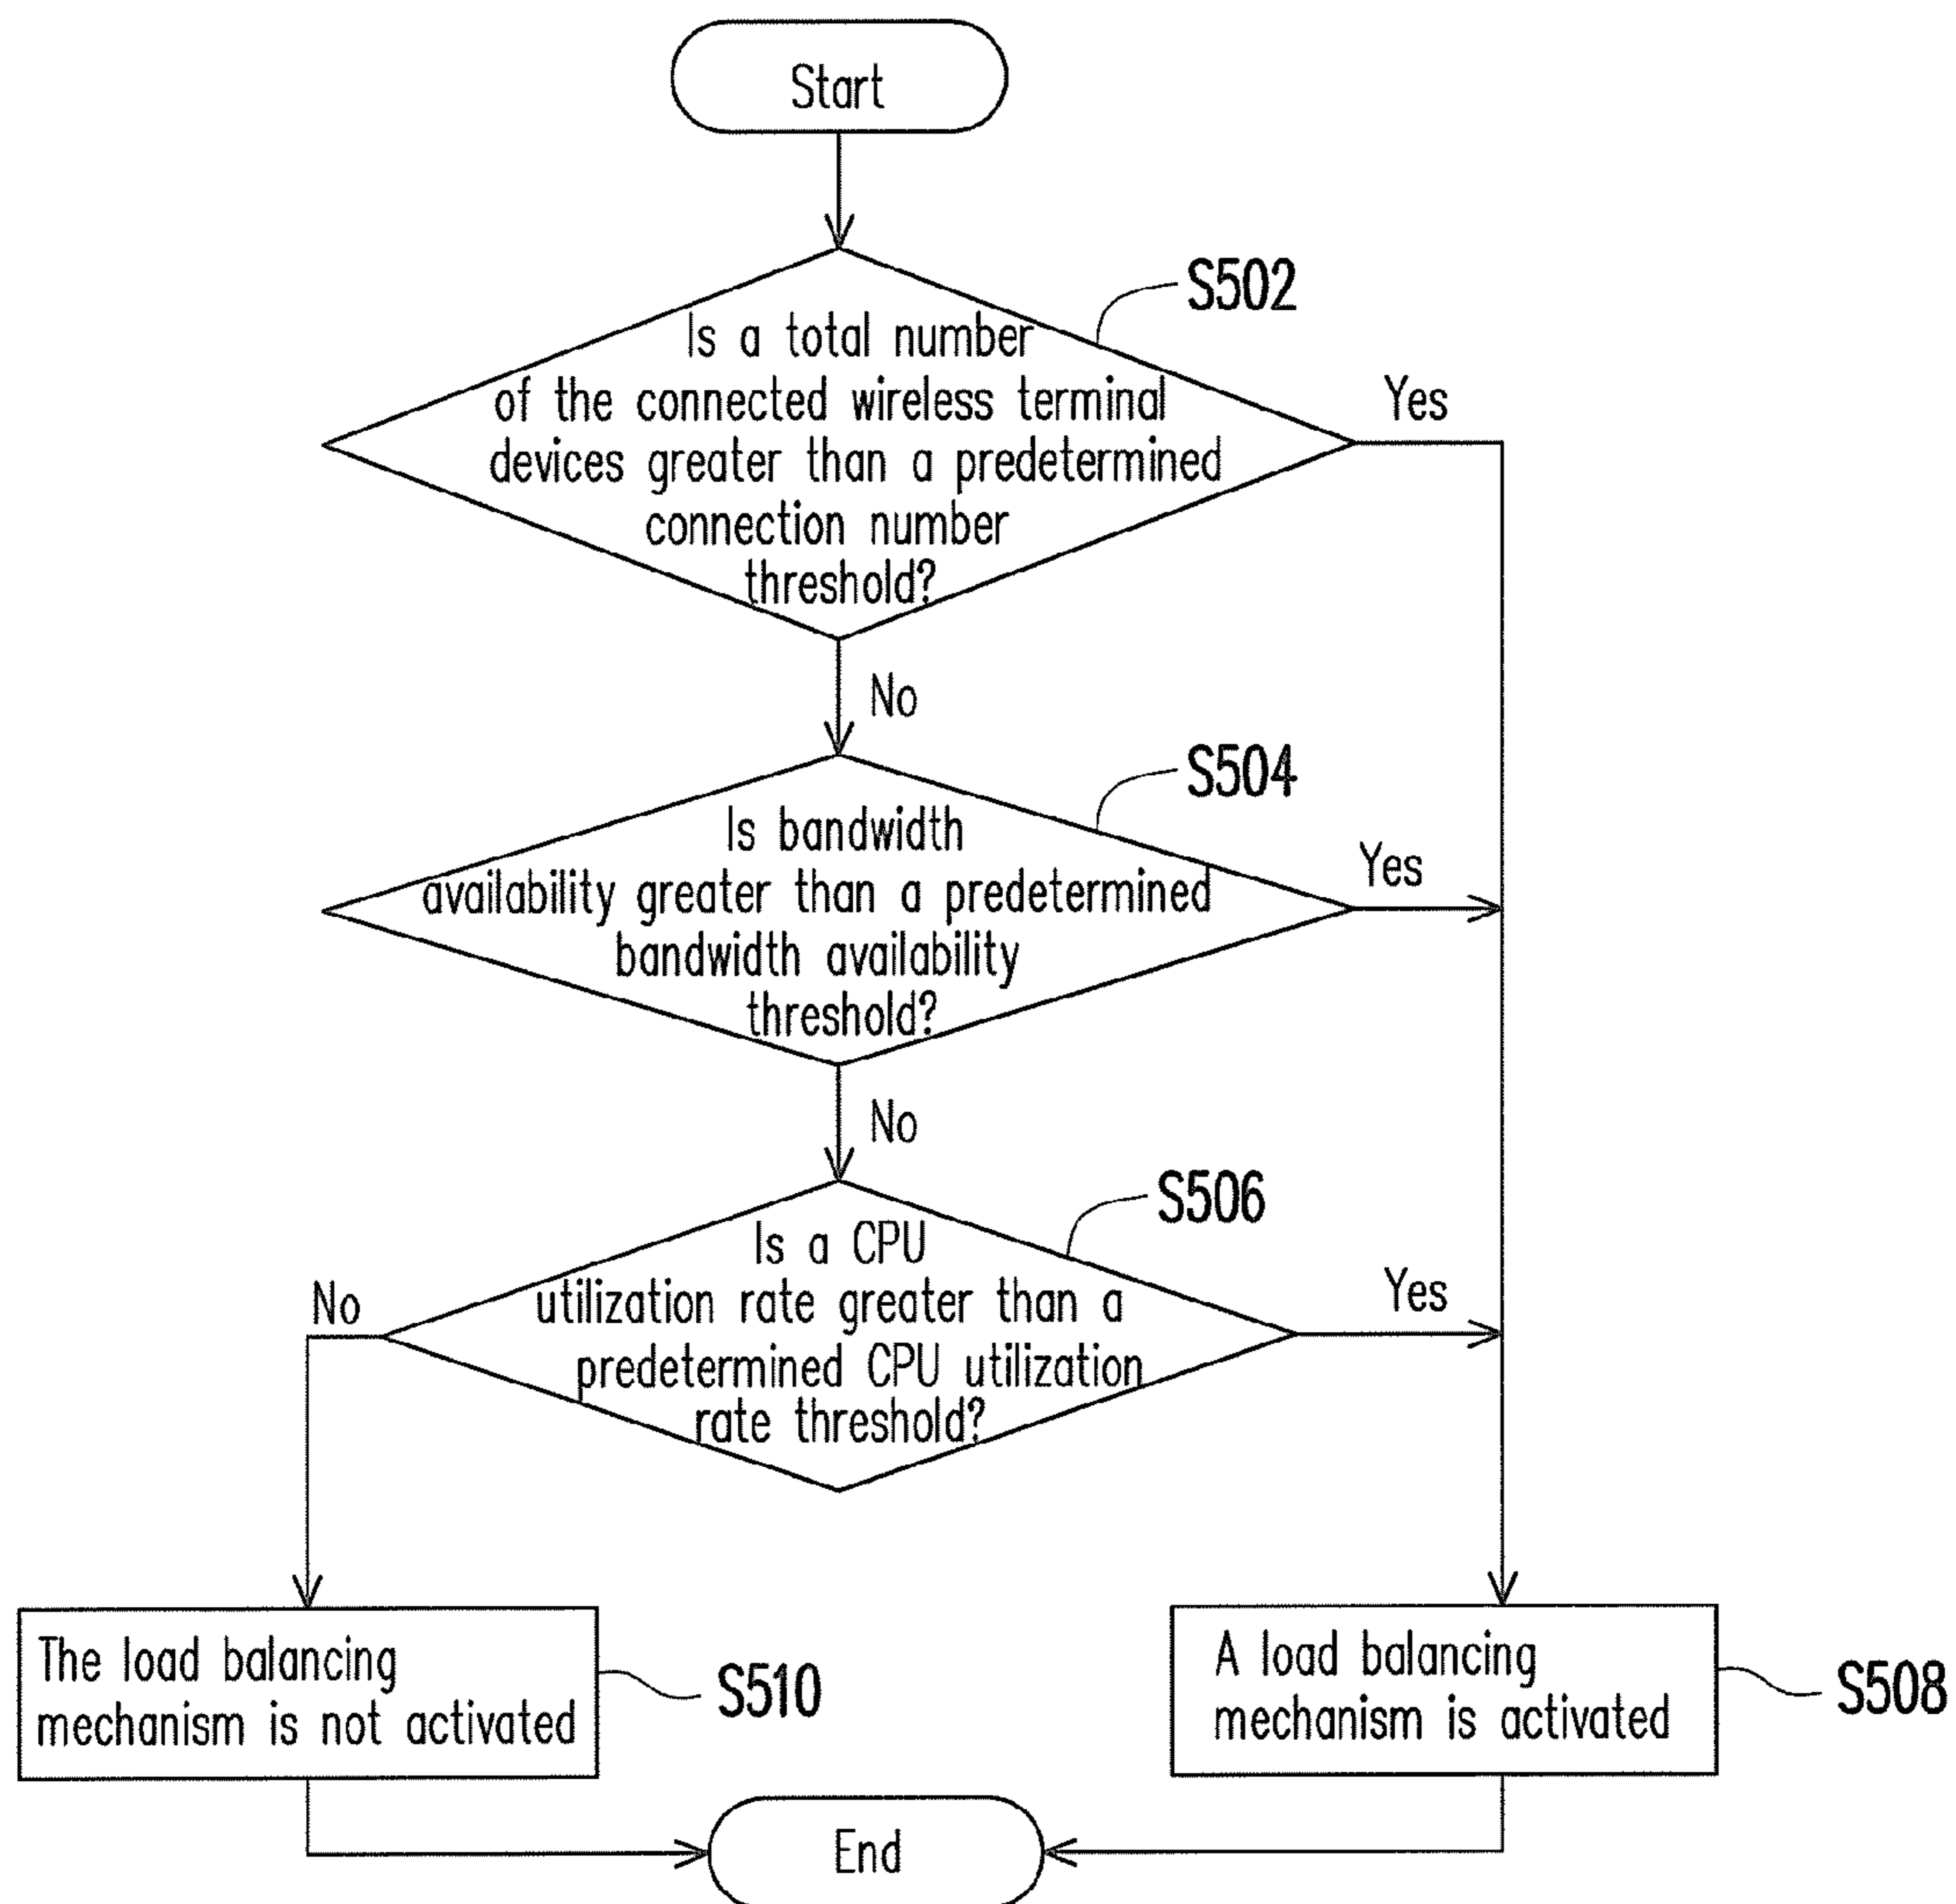 Start
S502
Is a total number
of the connected wireless terminal
devices greater than a predetermined
connection number
threshold?
Yes
No
S504
Is bandwidth
availability greater than a predetermined
bandwidth availability
threshold?
Yes
No
S506
Is a CPU
utilization rate greater than a
predetermined CPU utilization
rate threshold?
No
Yes
The load balancing
mechanism is not activated
S510
A load balancing
mechanism is activated
S508
End